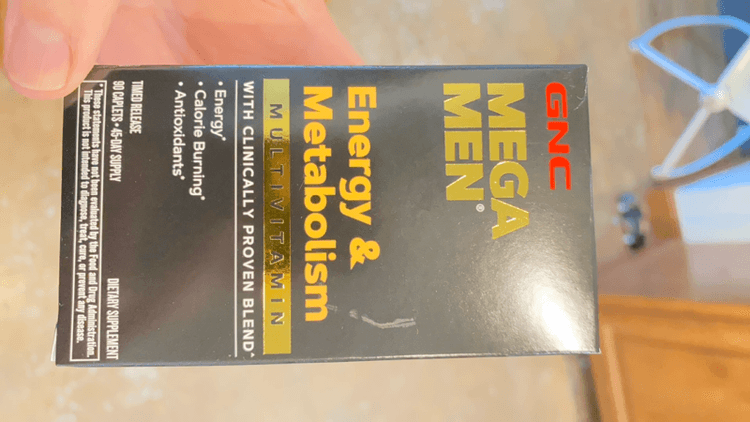 GNC
MEGA
MEN®
Energy &
Metabolism
MULTIVITAMIN
WITH CLINICALLY PROVEN BLEND^
• Energy*
• Calorie Burning*
• Antioxidants*
TIMED RELEASE
90 CAPLETS • 45-DAY SUPPLY
DIETARY SUPPLEMENT
*These statements have not been evaluated by the Food and Drug Administration.
This product is not intended to diagnose, treat, cure, or prevent any disease.